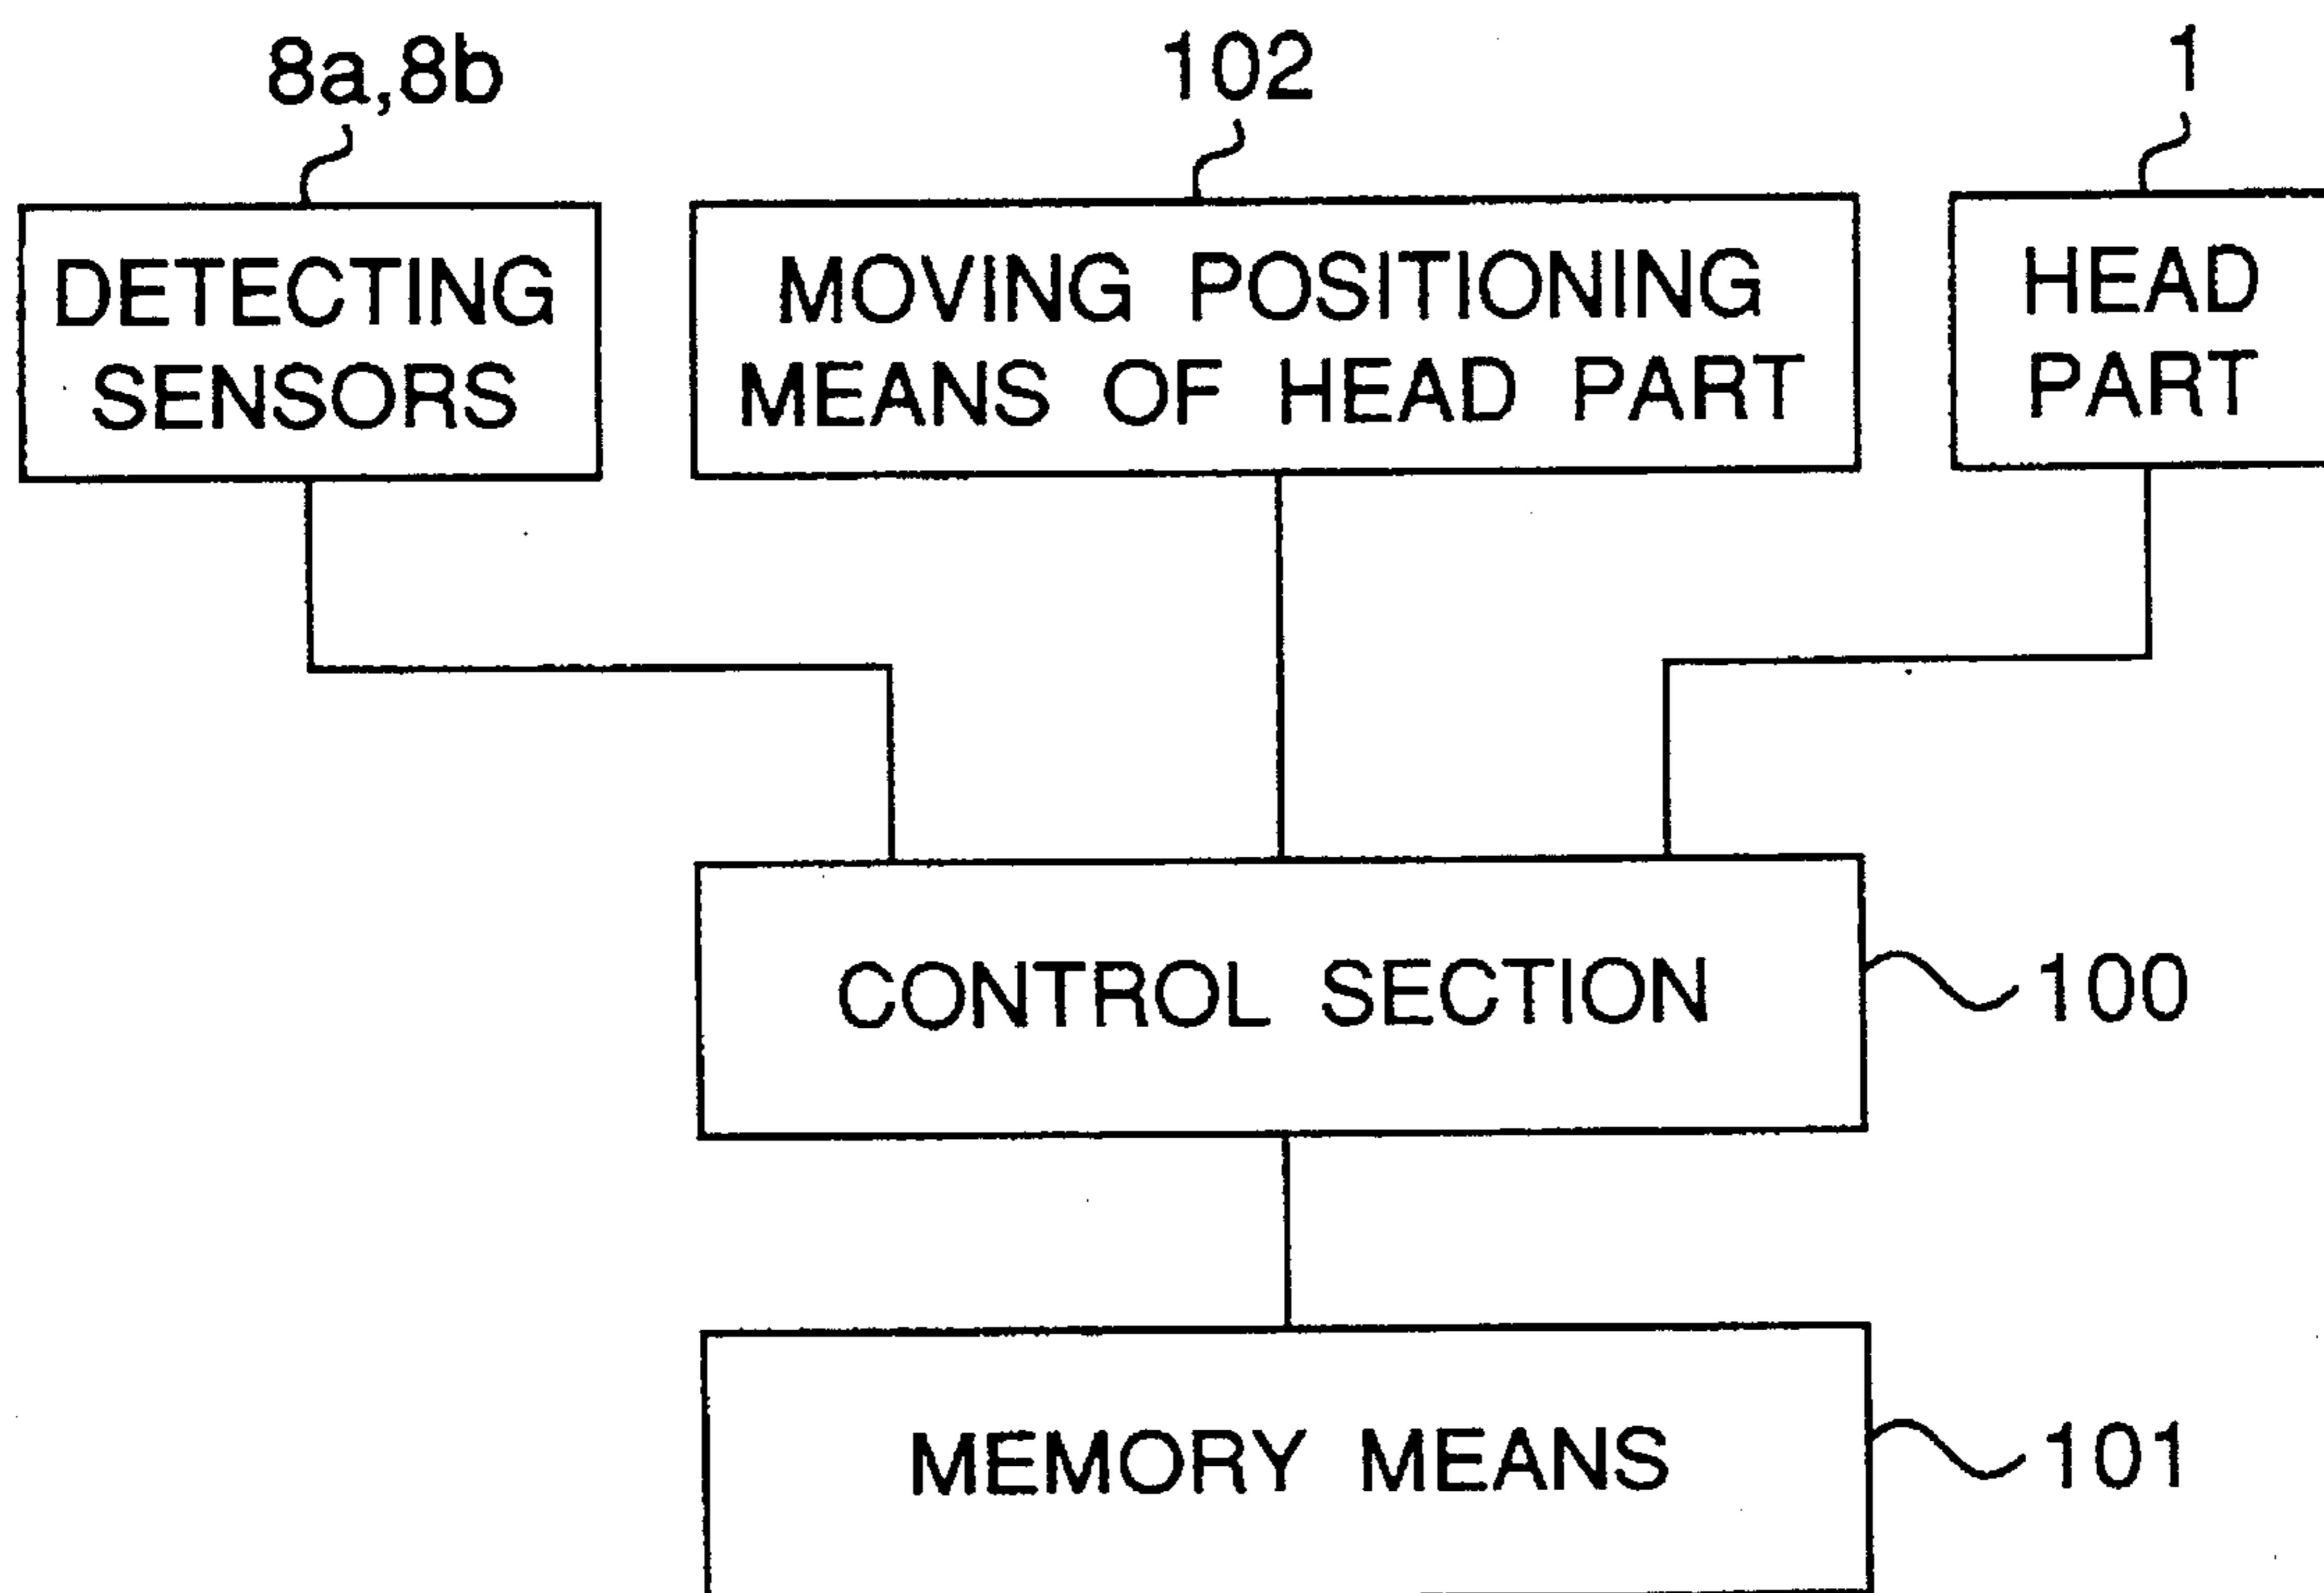 8a,8b
102
1
DETECTING
SENSORS
MOVING POSITIONING
MEANS OF HEAD PART
HEAD
PART
CONTROL SECTION
100
MEMORY MEANS
101